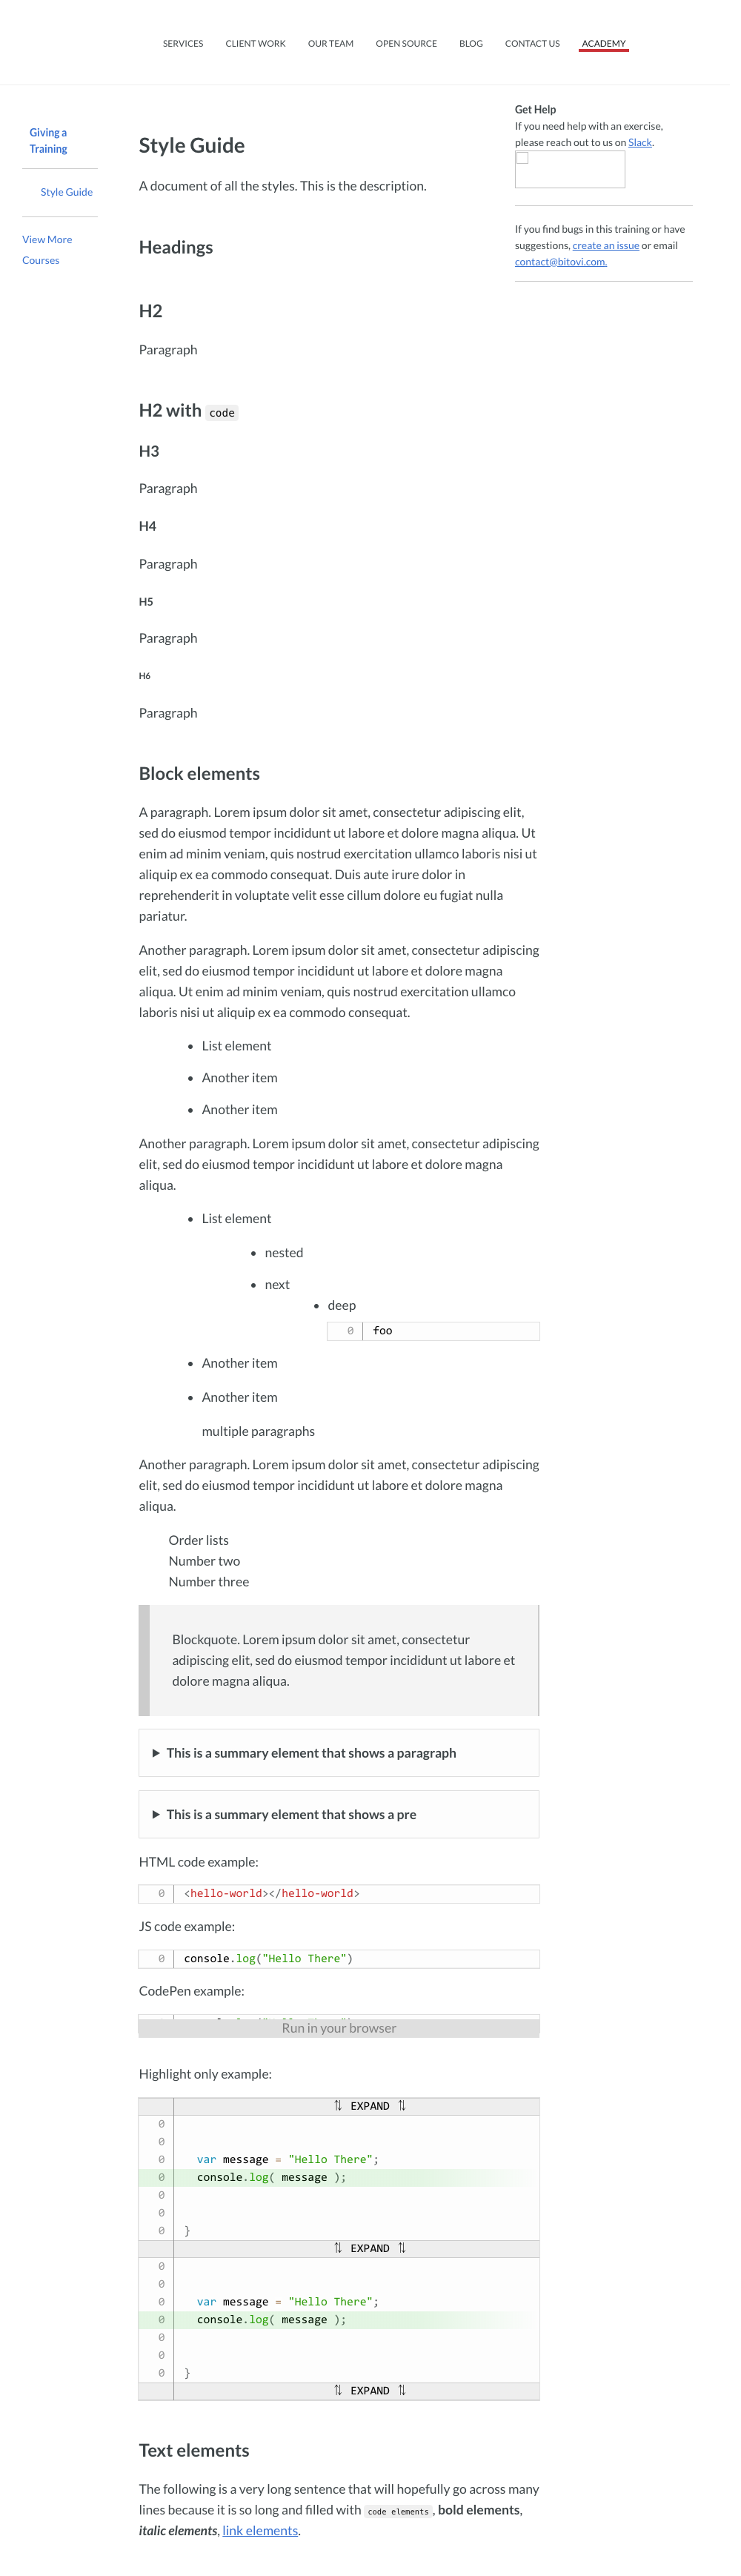 SERVICES CLIENT WORK OUR TEAM OPEN SOURCE BLOG CONTACT US ACADEMY
Giving a
Training
Style Guide
View More
Courses
Style Guide
A document of all the styles. This is the description.
Get Help
If you need help with an exercise,
please reach out to us on Slack.
If you find bugs in this training or have
suggestions, create an issue or email
contact@bitovi.com.
Headings
H2
Paragraph
H2 with code
H3
Paragraph
H4
Paragraph
H5
Paragraph
H6
Paragraph
Block elements
A paragraph. Lorem ipsum dolor sit amet, consectetur adipiscing elit,
sed do eiusmod tempor incididunt ut labore et dolore magna aliqua. Ut
enim ad minim veniam, quis nostrud exercitation ullamco laboris nisi ut
aliquip ex ea commodo consequat. Duis aute irure dolor in
reprehenderit in voluptate velit esse cillum dolore eu fugiat nulla
pariatur.
Another paragraph. Lorem ipsum dolor sit amet, consectetur adipiscing
elit, sed do eiusmod tempor incididunt ut labore et dolore magna
aliqua. Ut enim ad minim veniam, quis nostrud exercitation ullamco
laboris nisi ut aliquip ex ea commodo consequat.
• List element
• Another item
• Another item
Another paragraph. Lorem ipsum dolor sit amet, consectetur adipiscing
elit, sed do eiusmod tempor incididunt ut labore et dolore magna
aliqua.
• List element
• nested
• next
• deep
0 foo
• Another item
• Another item
multiple paragraphs
Another paragraph. Lorem ipsum dolor sit amet, consectetur adipiscing
elit, sed do eiusmod tempor incididunt ut labore et dolore magna
aliqua.
Order lists
Number two
Number three
Blockquote. Lorem ipsum dolor sit amet, consectetur
adipiscing elit, sed do eiusmod tempor incididunt ut labore et
dolore magna aliqua.
▶ This is a summary element that shows a paragraph
▶ This is a summary element that shows a pre
HTML code example:
0 <hello-world></hello-world>
JS code example:
0 console.log("Hello There")
CodePen example:
Run in your browser
Highlight only example:
⇅ EXPAND ⇅
0
0
0 var message = "Hello There";
0 console.log( message );
0
0
0 }
⇅ EXPAND ⇅
0
0
0 var message = "Hello There";
0 console.log( message );
0
0
0 }
⇅ EXPAND ⇅
Text elements
The following is a very long sentence that will hopefully go across many
lines because it is so long and filled with code elements, bold elements,
italic elements, link elements.